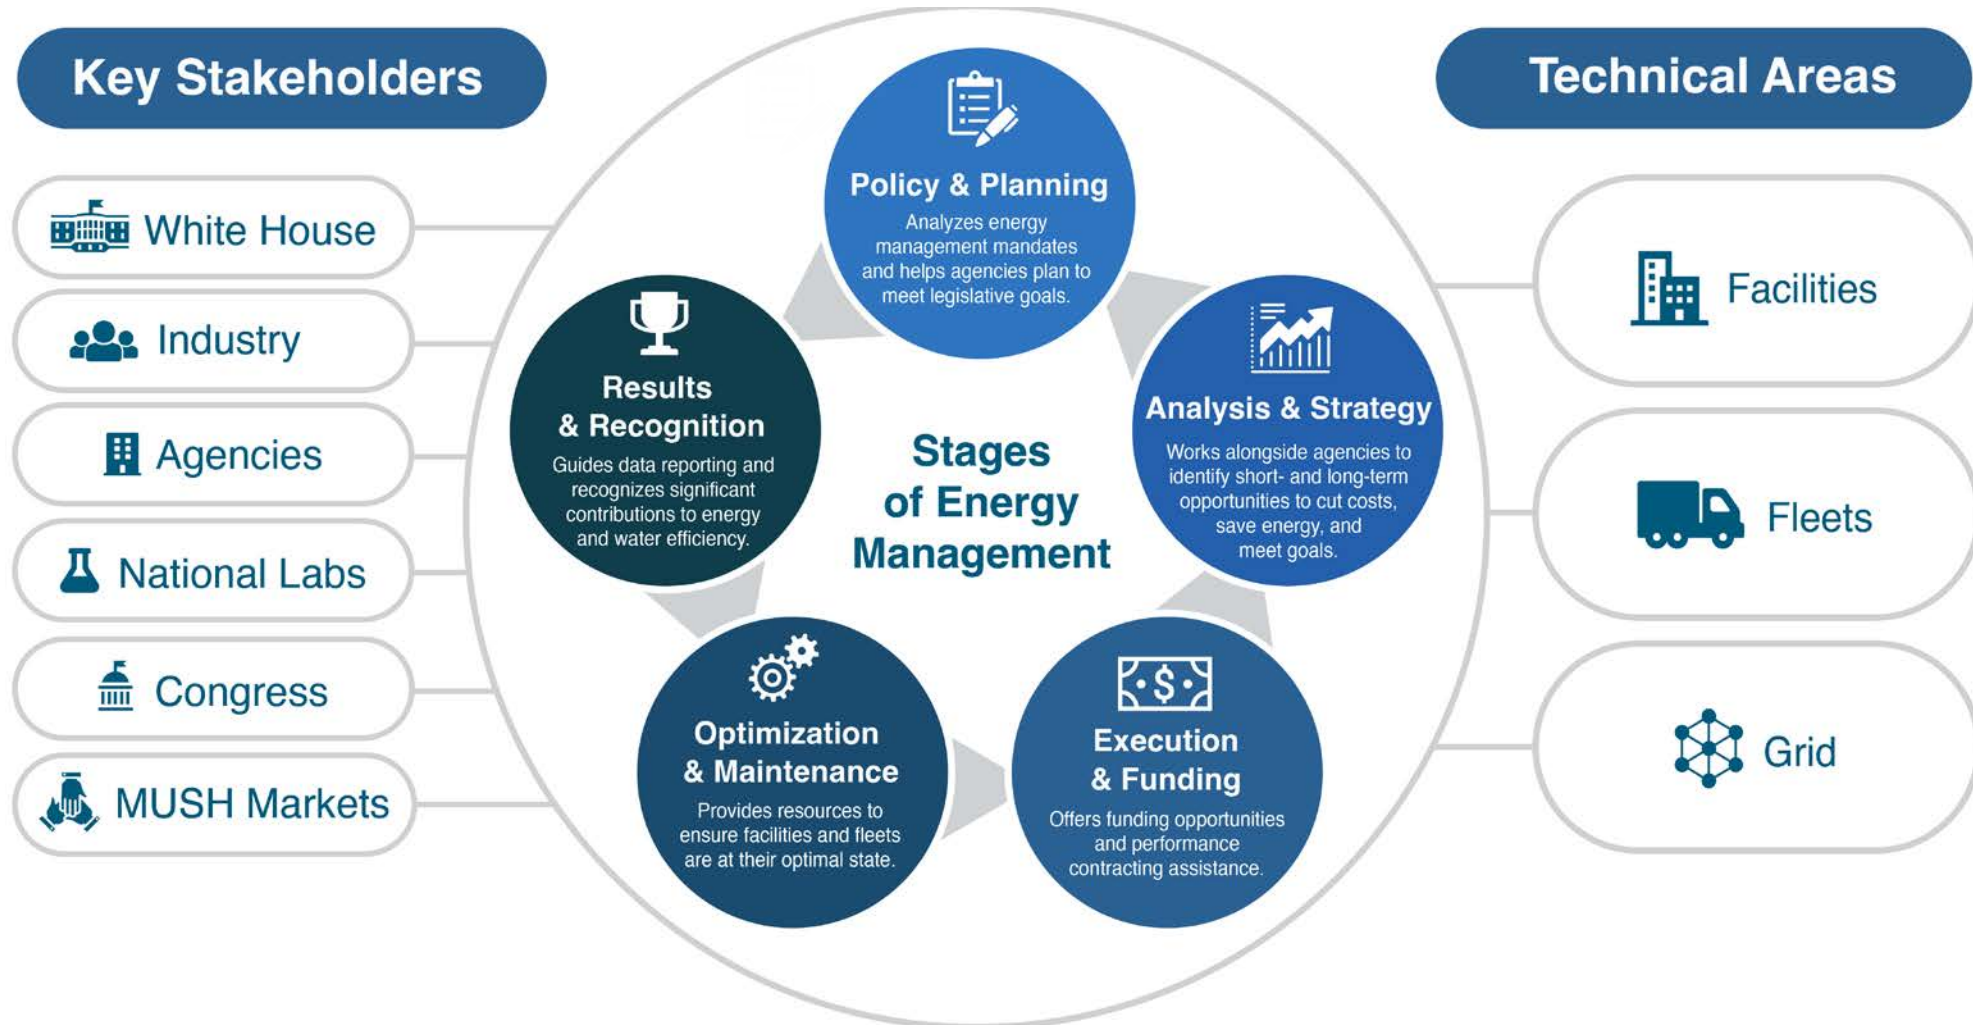 Key Stakeholders
White House
Industry
Agencies
National Labs
Congress
MUSH Markets
Policy & Planning
Analyzes energy
management mandates
and helps agencies plan to
meet legislative goals.
Analysis & Strategy
Works alongside agencies to
identify short- and long-term
opportunities to cut costs,
save energy, and
meet goals.
Execution
& Funding
Offers funding opportunities
and performance
contracting assistance.
Optimization
& Maintenance
Provides resources to
ensure facilities and fleets
are at their optimal state.
Results
& Recognition
Guides data reporting and
recognizes significant
contributions to energy
and water efficiency.
Stages
of Energy
Management
Technical Areas
Facilities
Fleets
Grid